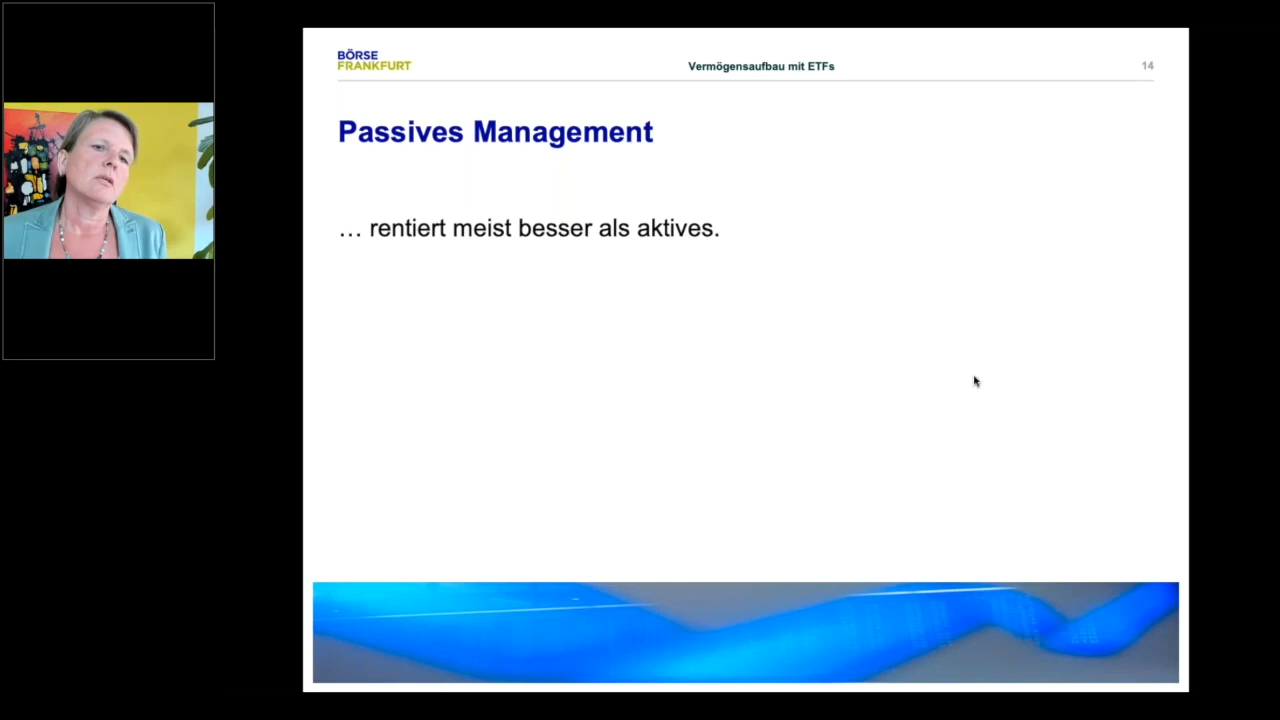 BÖRSE
FRANKFURT
Vermögensaufbau mit ETFs
14
Passives Management
… rentiert meist besser als aktives.